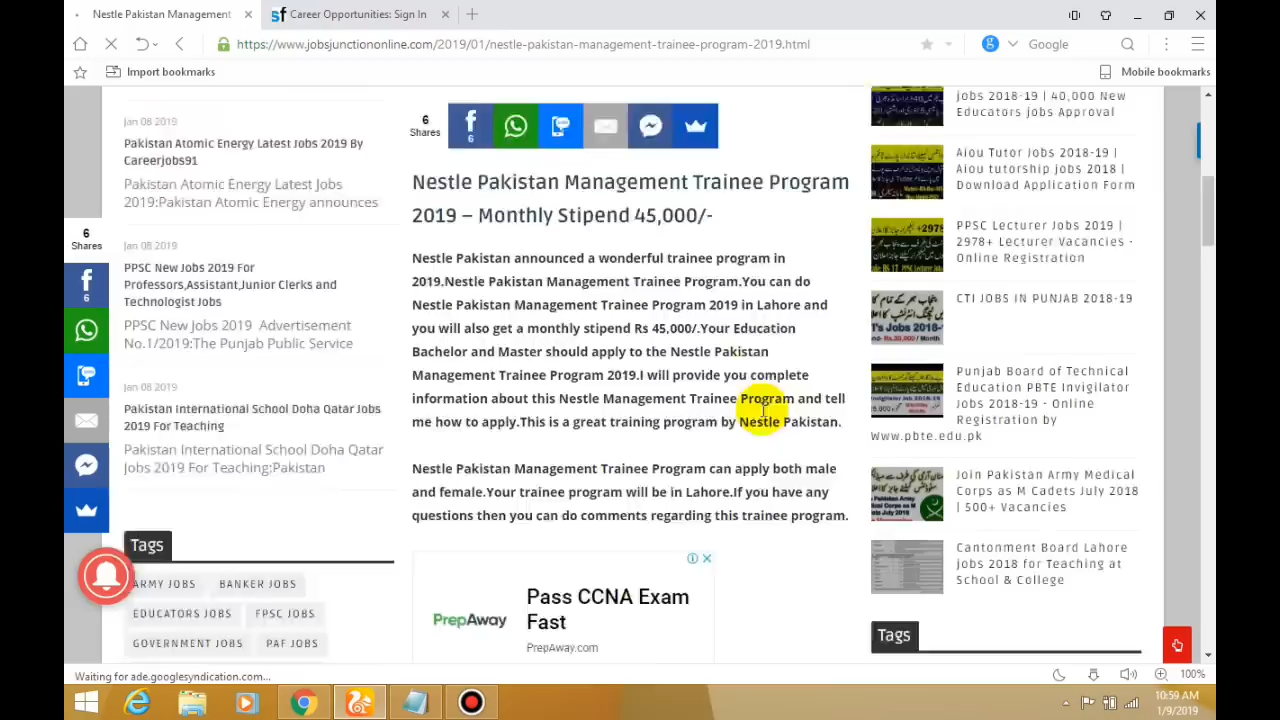 Nestle Pakistan Management
Career Opportunities: Sign In
https://www.jobsjunctiononline.com/2019/01/nestle-pakistan-management-trainee-program-2019.html
Google
Import bookmarks
Mobile bookmarks
Jan 08 2019
Pakistan Atomic Energy Latest Jobs 2019 By
Careerjobs91
Pakistan Atomic Energy Latest Jobs
2019:Pakistan Atomic Energy announces
Jan 08 2019
PPSC New Jobs 2019 For
Professors,Assistant,Junior Clerks and
Technologist Jobs
PPSC New Jobs 2019 Advertisement
No.1/2019:The Punjab Public Service
Jan 08 2019
Pakistan International School Doha Qatar Jobs
2019 For Teaching
Pakistan International School Doha Qatar
Jobs 2019 For Teaching:Pakistan
Tags
ARMY JOBS
BANKER JOBS
EDUCATORS JOBS
FPSC JOBS
GOVERNMENT JOBS
PAF JOBS
6
Shares
6
6
Shares
6
Nestle Pakistan Management Trainee Program
2019 – Monthly Stipend 45,000/-
Nestle Pakistan announced a wonderful trainee program in
2019.Nestle Pakistan Management Trainee Program.You can do
Nestle Pakistan Management Trainee Program 2019 in Lahore and
you will also get a monthly stipend Rs 45,000/.Your Education
Bachelor and Master should apply to the Nestle Pakistan
Management Trainee Program 2019.I will provide you complete
information about this Nestle Management Trainee Program and tell
me how to apply.This is a great training program by Nestle Pakistan.
Nestle Pakistan Management Trainee Program can apply both male
and female.Your trainee program will be in Lahore.If you have any
question then you can do comments regarding this trainee program.
PrepAway
Pass CCNA Exam
Fast
PrepAway.com
jobs 2018-19 | 40,000 New
Educators jobs Approval
Aiou Tutor Jobs 2018-19 |
Aiou tutorship jobs 2018 |
Download Application Form
PPSC Lecturer Jobs 2019 |
2978+ Lecturer Vacancies -
Online Registration
CTI JOBS IN PUNJAB 2018-19
Punjab Board of Technical
Education PBTE Invigilator
Jobs 2018-19 - Online
Registration by
Www.pbte.edu.pk
Join Pakistan Army Medical
Corps as M Cadets July 2018
| 500+ Vacancies
Cantonment Board Lahore
jobs 2018 for Teaching at
School & College
Tags
Waiting for ade.googlesyndication.com...
100%
10:59 AM
1/9/2019